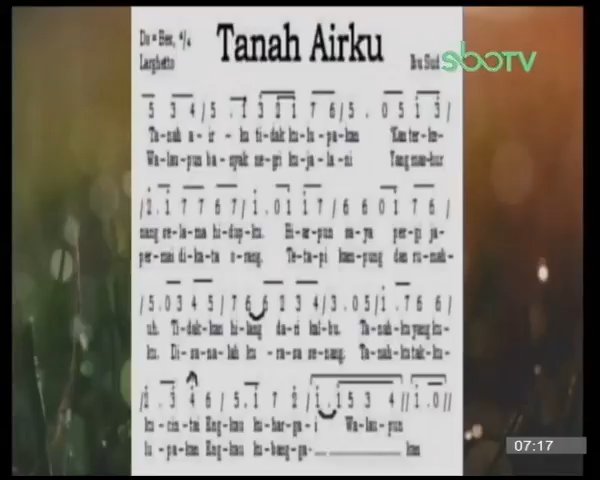 Tanah Airku
Do = Bes, 4/4
Larghetto
Ibu Sud
sboTV
5 3 4 / 5 . 1 3 2 1 7 6 / 5 . 0 5 1 3 /
Ta-nah a-ir-ku ti-dak ku-lu-pa-kan 'Kan ter-ke-
Wa-lau-pun ba-nyak ne-gri ku-ja-la-ni Yang mas-hur
/ 2 . 1 7 7 6 7 / 1 . 0 1 1 7 / 6 6 0 1 7 6 /
nang se-la-ma hi-dup-ku. Bi-ar-pun sa-ya per-gi ja-
per-mai di-ka-ta o-rang. Te-ta-pi kam-pung dan ru-mah-
/ 5 . 0 3 4 5 / 7 6 6 2 3 4 / 3 . 0 5 / 1 . 7 6 6 /
uh. Ti-dak-kan hi-lang da-ri kal-bu. Ta-nah-ku yang ku-
ku. Di-sa-na-lah ku-ra-sa se-nang. Ta-nah-ku tak-ku-
/ 2 . 3 4 6 / 5 . 1 7 2 / 1 . 1 5 3 4 // 1 . 0 //
ku-cin-tai Eng-kau ku-har-ga-i Wa-lau-pun
lu-pa-kan Eng-kau ku-bang-ga- kan
07:17